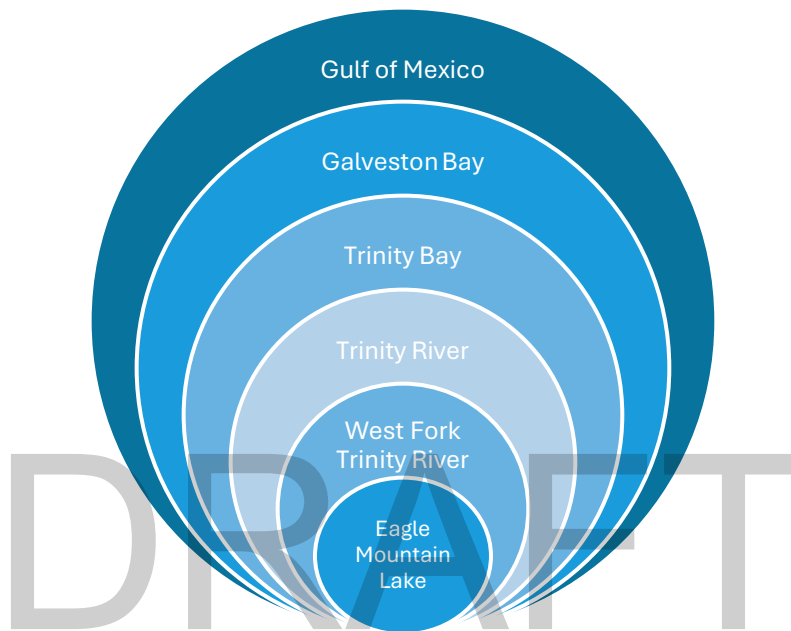 Gulf of Mexico
Galveston Bay
Trinity Bay
Trinity River
West Fork
Trinity River
Eagle
Mountain
Lake
DRAFT